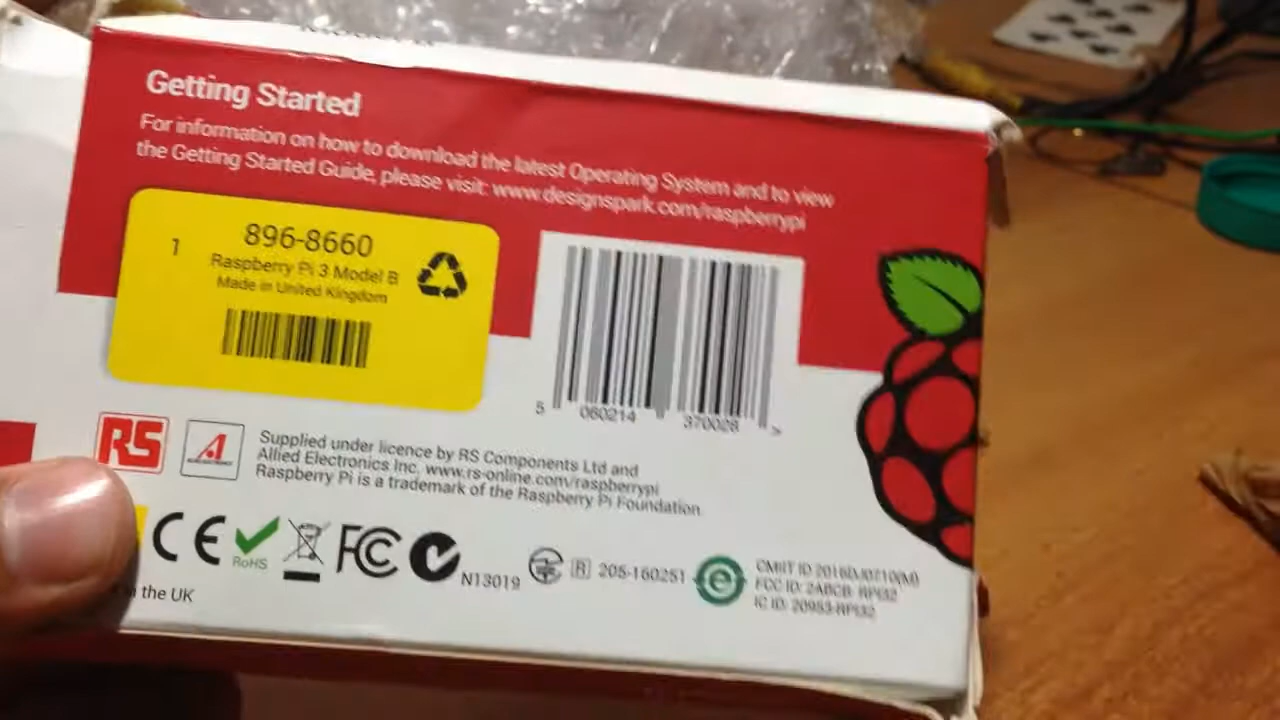 Getting Started
For information on how to download the latest Operating System and to view
the Getting Started Guide, please visit: www.designspark.com/raspberrypi
1
896-8660
Raspberry Pi 3 Model B
Made in United Kingdom
5 060214 370028 >
RS
Supplied under licence by RS Components Ltd and
Allied Electronics Inc. www.rs-online.com/raspberrypi
Raspberry Pi is a trademark of the Raspberry Pi Foundation
CE
RoHS
FC
N13019
R 205-160251
e
CMIIT ID
FCC ID: 2ABCB-RPI32
IC ID: 20953-RPI32
the UK